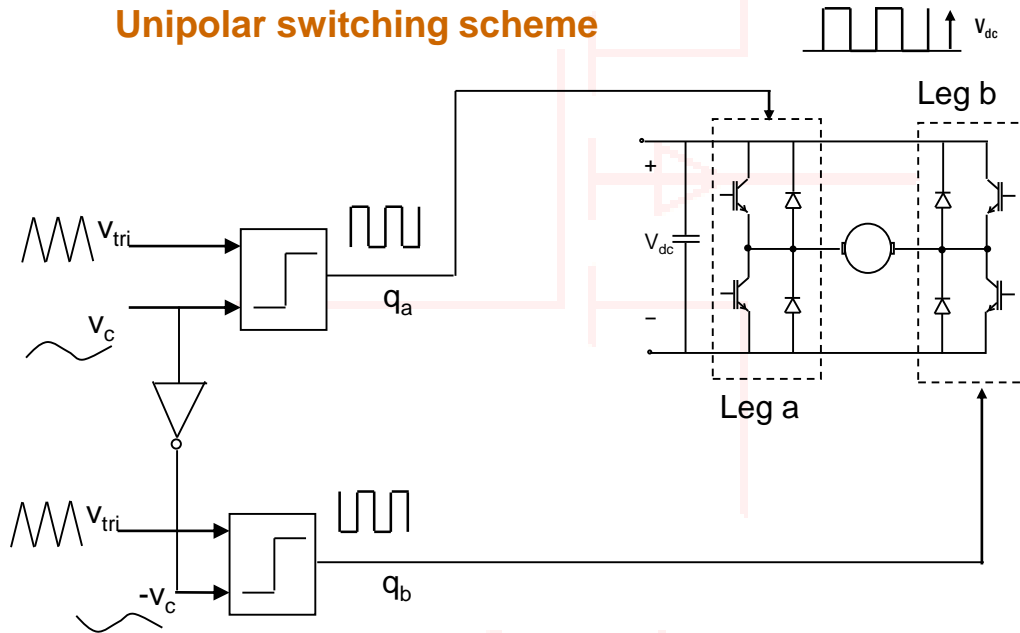 Unipolar switching scheme
Vdc
Leg b
vtri
qa
+
Vdc
−
vc
Leg a
vtri
-vc
qb